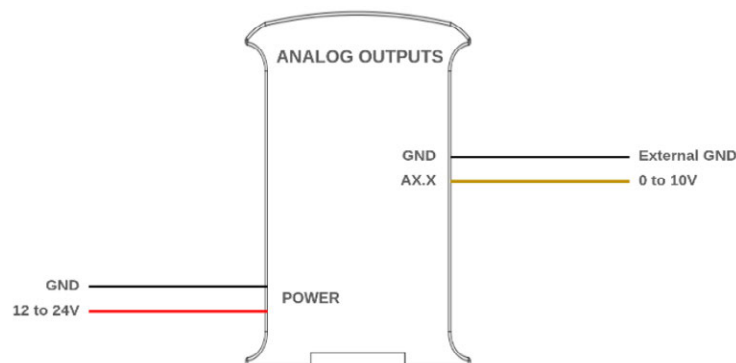 ANALOG OUTPUTS
GND External GND
AX.X 0 to 10V
GND
POWER
12 to 24V